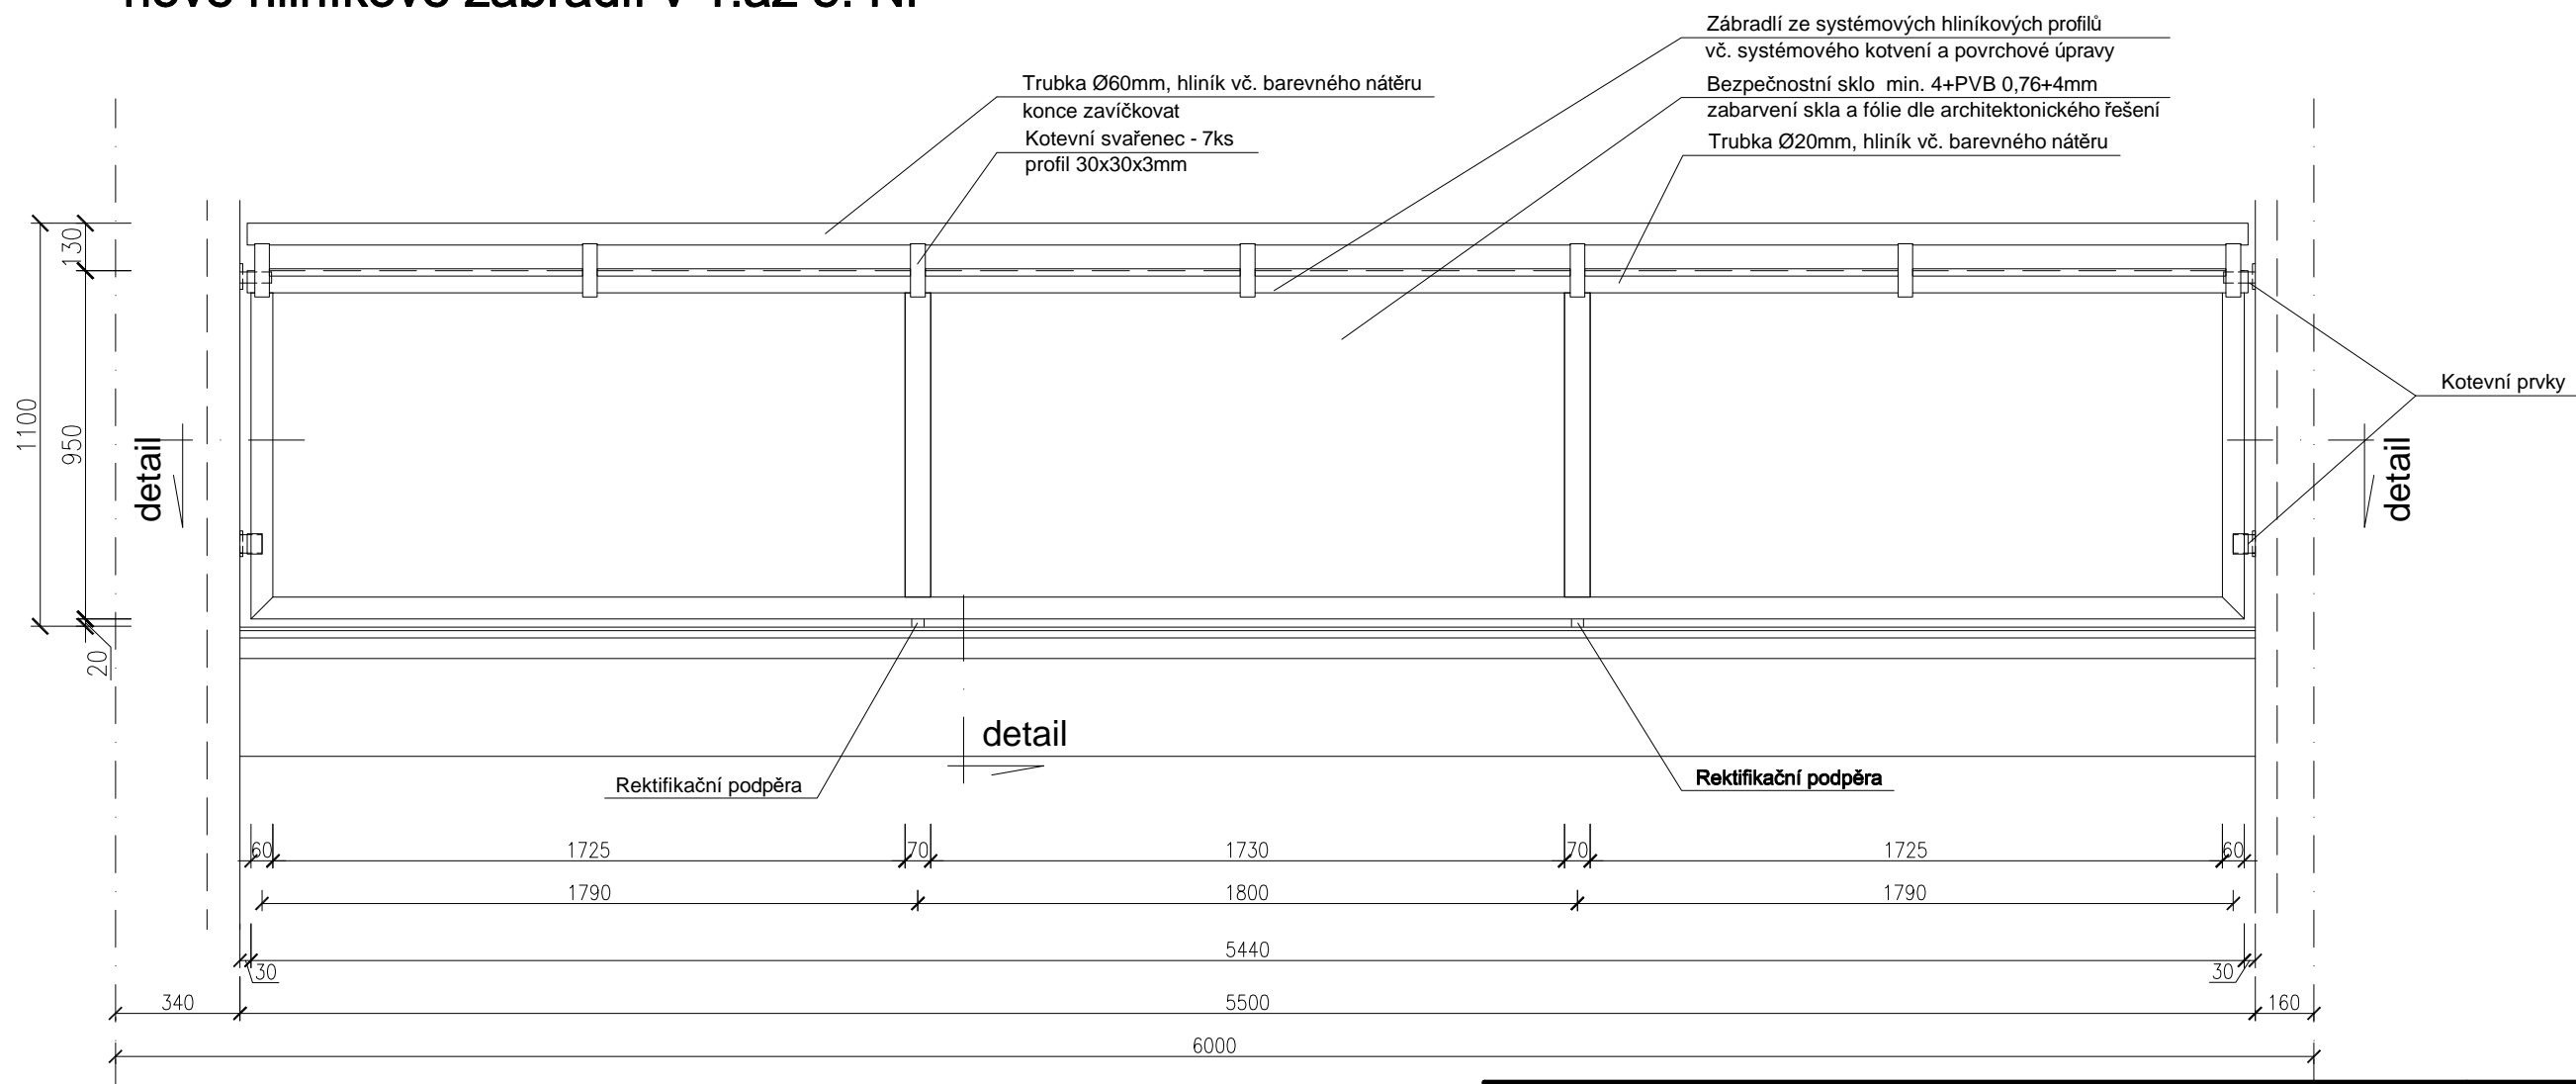 Zábradlí ze systémových hliníkových profilů
vč. systémového kotvení a povrchové úpravy
Trubka Ø60mm, hliník vč. barevného nátěru
konce zavíčkovat
Bezpečnostní sklo min. 4+PVB 0,76+4mm
zabarvení skla a fólie dle architektonického řešení
Kotevní svařenec - 7ks
profil 30x30x3mm
Trubka Ø20mm, hliník vč. barevného nátěru
130
1100
950
20
detail
Kotevní prvky
detail
detail
Rektifikační podpěra
Rektifikační podpěra
60
1725
70
1730
70
1725
60
1790
1800
1790
5440
30
30
340
5500
160
6000